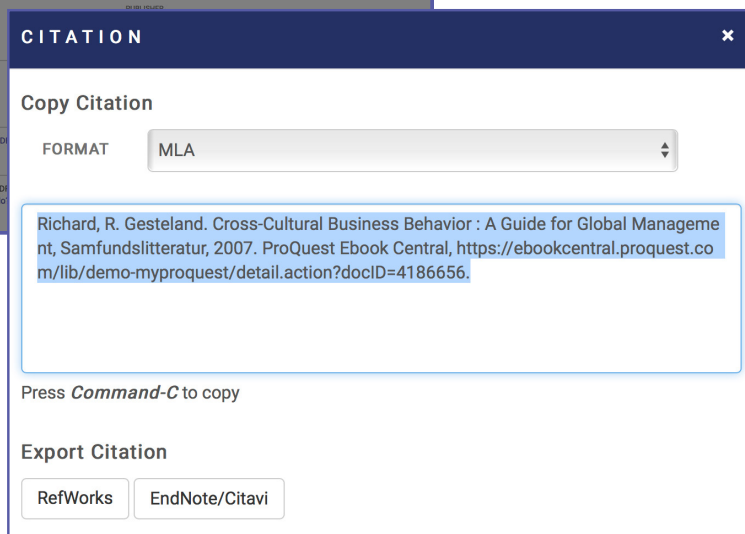 PUBLISHER
CITATION ×
Copy Citation
FORMAT MLA
Richard, R. Gesteland. Cross-Cultural Business Behavior : A Guide for Global Manageme
nt, Samfundslitteratur, 2007. ProQuest Ebook Central, https://ebookcentral.proquest.co
m/lib/demo-myproquest/detail.action?docID=4186656.
Press Command-C to copy
Export Citation
RefWorks EndNote/Citavi